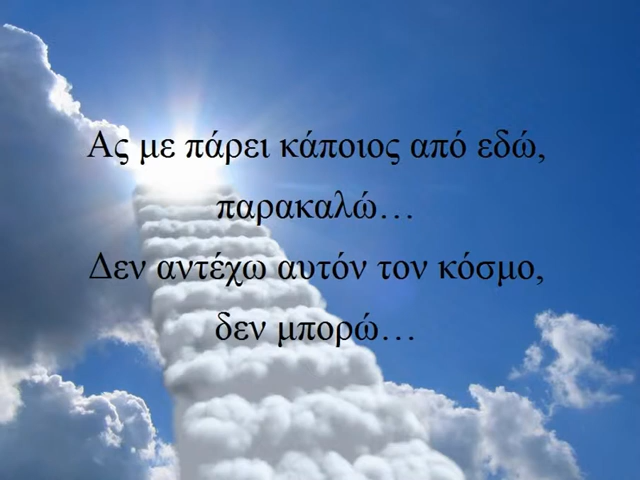 Ας με πάρει κάποιος από εδώ,
παρακαλώ…
Δεν αντέχω αυτόν τον κόσμο,
δεν μπορώ…